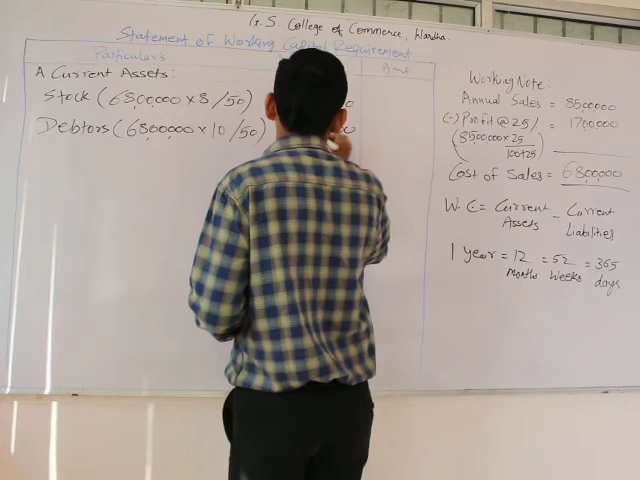 G.S. College of Commerce, Wardha.
Statement of Working Capital Requirement
Particulars
Amt
A Current Assets:
Stock (6800000 x 8/50)
Debtors (6800000 x 10/50)
Working Note:
Annual Sales = 8500000
(-) Profit @ 25% = 1700000
(8500000 x 25/100+25)
Cost of Sales = 6800000
W.C = Current Assets - Current Liabilities
1 year = 12 months = 52 weeks = 365 days